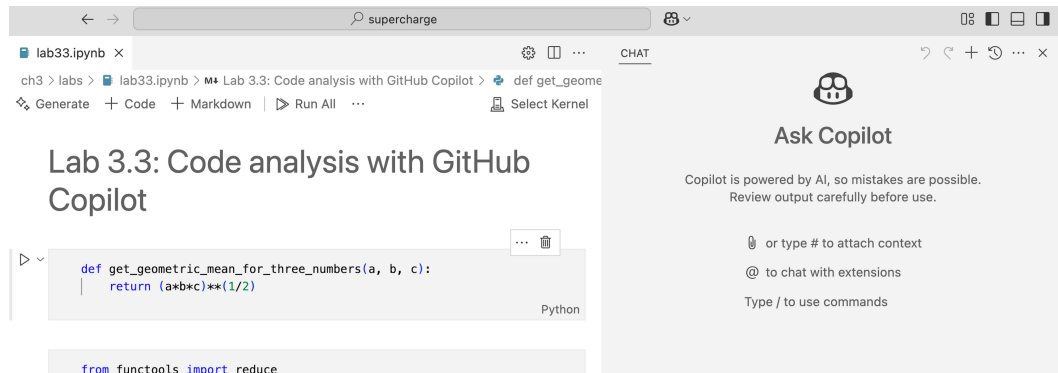 supercharge
lab33.ipynb
CHAT
ch3 > labs > lab33.ipynb > M↓ Lab 3.3: Code analysis with GitHub Copilot > def get_geome
Generate + Code + Markdown Run All ... Select Kernel
Lab 3.3: Code analysis with GitHub
Copilot
def get_geometric_mean_for_three_numbers(a, b, c):
return (a*b*c)**(1/2)
Python
from functools import reduce
Ask Copilot
Copilot is powered by AI, so mistakes are possible.
Review output carefully before use.
or type # to attach context
@ to chat with extensions
Type / to use commands